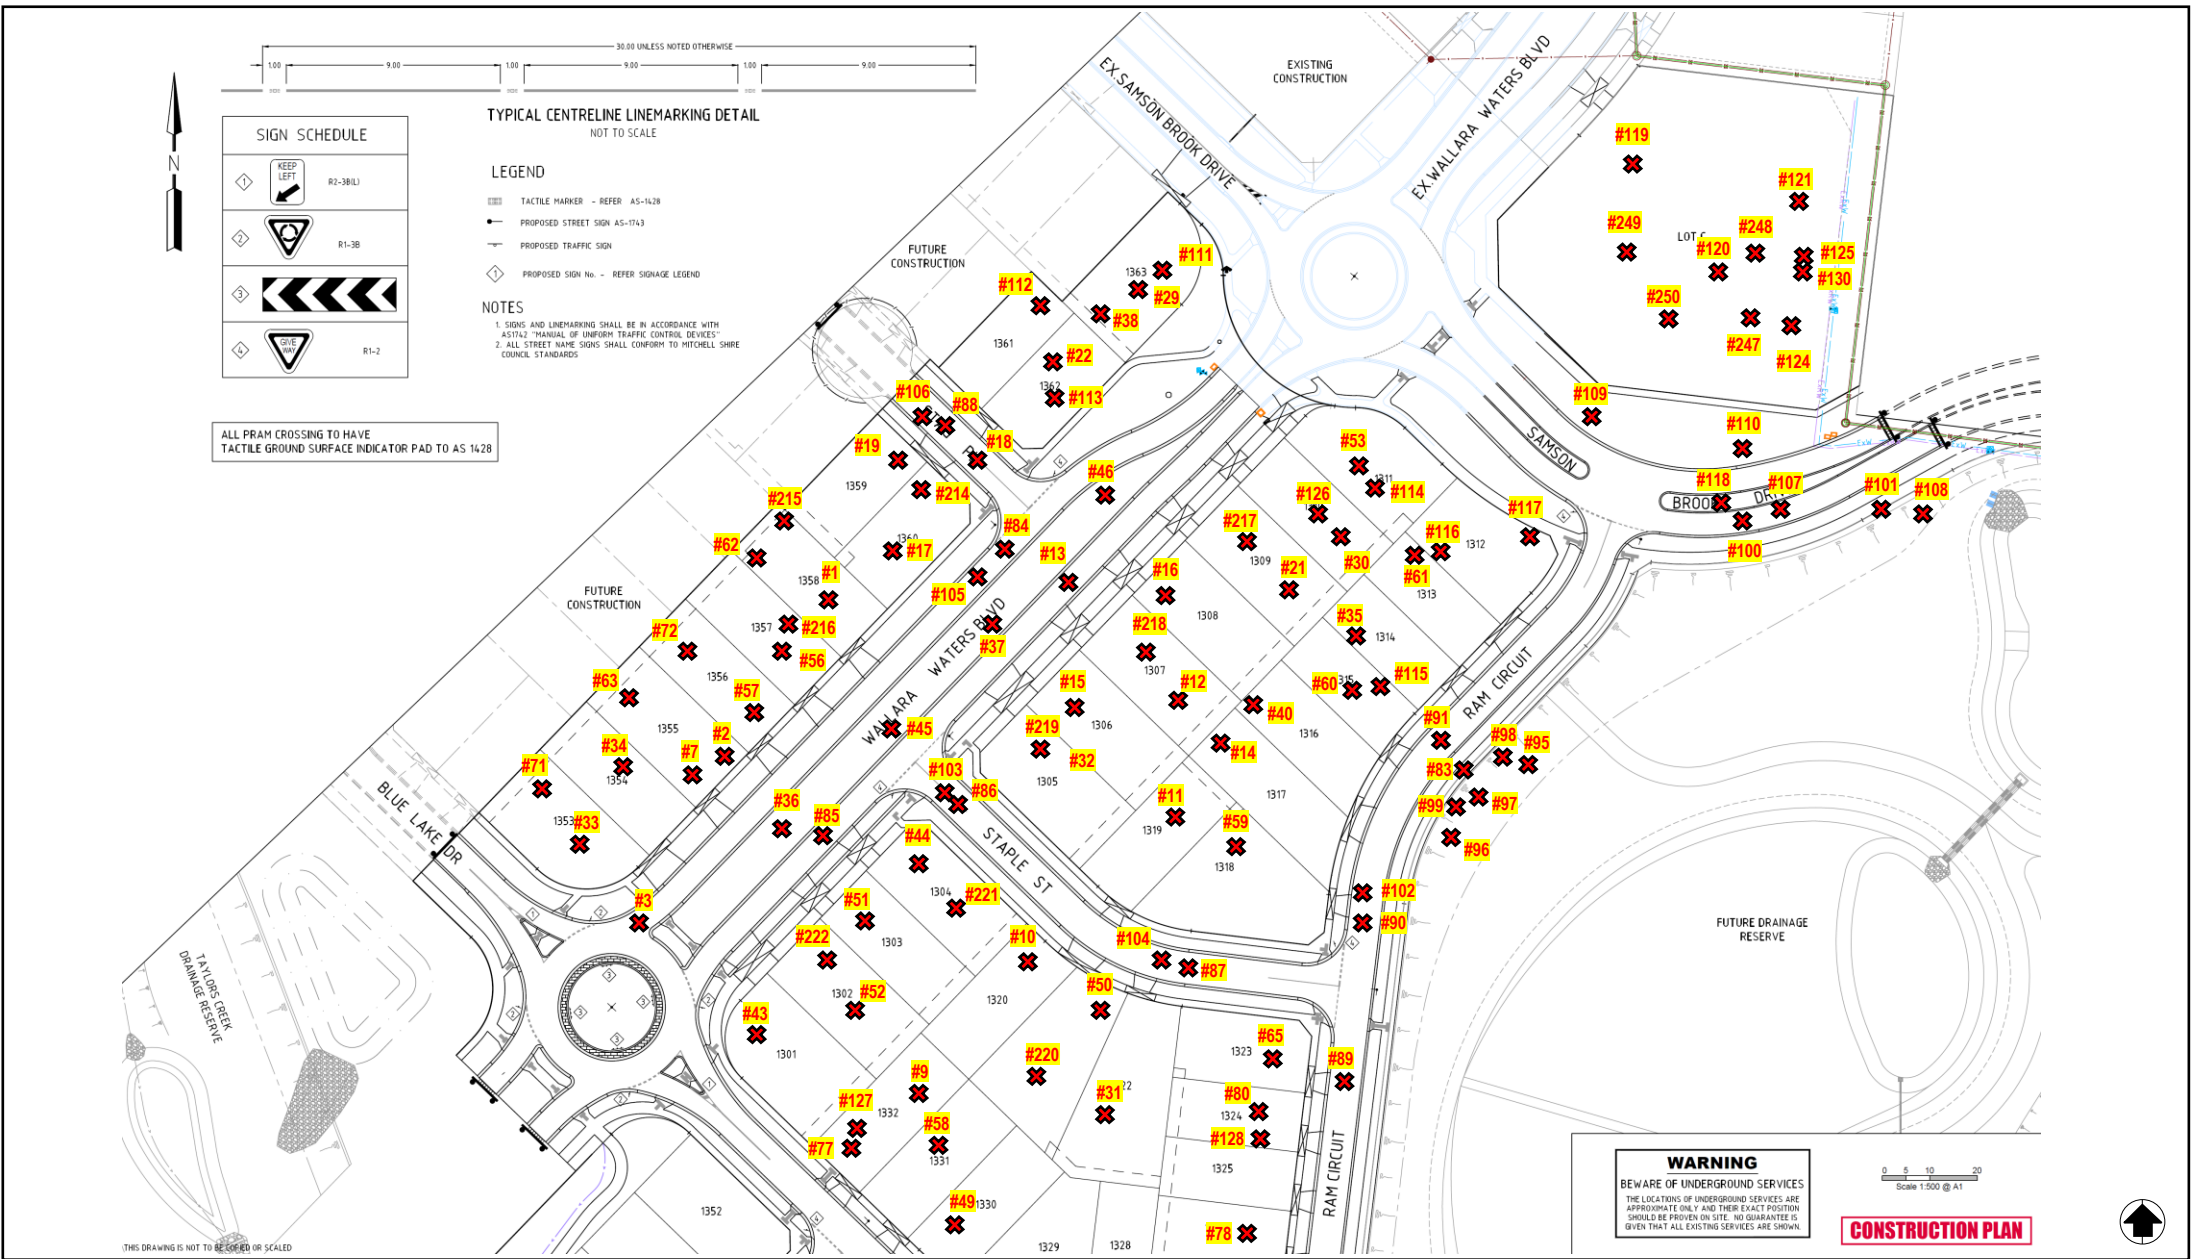 30.00 UNLESS NOTED OTHERWISE
1.00
9.00
1.00
9.00
1.00
9.00
TYPICAL CENTRELINE LINEMARKING DETAIL
NOT TO SCALE
N
SIGN SCHEDULE
1
KEEP
LEFT
R2-3B(L)
2
R1-3B
3
4
GIVE
WAY
R1-2
LEGEND
TACTILE MARKER - REFER AS-1428
PROPOSED STREET SIGN AS-1743
PROPOSED TRAFFIC SIGN
1
PROPOSED SIGN No. - REFER SIGNAGE LEGEND
NOTES
1. SIGNS AND LINEMARKING SHALL BE IN ACCORDANCE WITH
AS1742 "MANUAL OF UNIFORM TRAFFIC CONTROL DEVICES"
2. ALL STREET NAME SIGNS SHALL CONFORM TO MITCHELL SHIRE
COUNCIL STANDARDS
ALL PRAM CROSSING TO HAVE
TACTILE GROUND SURFACE INDICATOR PAD TO AS 1428
EX.SAMSON BROOK DRIVE
EXISTING
CONSTRUCTION
EX.WALLARA WATERS BLVD
#119
#121
#249
LOT
#120
#248
#125
#130
#250
#247
#124
FUTURE
CONSTRUCTION
#111
1363
#29
#112
#38
1361
#22
1362
#113
#106
#88
#18
#19
#214
1359
#46
#109
#110
SAMSON
#118
#107
BROOK
#101
#108
#100
#53
1311
#114
#126
#30
#117
#116
1312
#61
1313
#217
1309
#21
#215
#62
#84
1360
#17
#13
#105
#16
1308
1358
#1
FUTURE
CONSTRUCTION
1357
#216
#56
#72
1356
#57
#63
1355
#2
#7
#34
1354
#71
1353
#33
WALLARA WATERS BLVD
#37
#45
#218
1307
#12
#15
1306
#219
#32
1305
#35
1314
#60
#115
#40
1316
#14
1317
#11
1319
#59
1318
RAM CIRCUIT
#91
#98
#95
#83
#99
#97
#96
#102
#90
BLUE LAKE DR
#36
#85
#103
#86
#44
STAPLE ST
1304
#221
#51
1303
#222
#3
#10
#104
#87
1320
#50
1302
#52
#43
1301
TAYLORS CREEK
DRAINAGE RESERVE
FUTURE DRAINAGE
RESERVE
#65
1323
#89
#220
#31
#80
1324
#128
1325
#9
1332
#127
#77
#58
1331
#49
1330
1352
1329
1328
#78
RAM CIRCUIT
WARNING
BEWARE OF UNDERGROUND SERVICES
THE LOCATIONS OF UNDERGROUND SERVICES ARE
APPROXIMATE ONLY AND THEIR EXACT POSITION
SHOULD BE PROVEN ON SITE. NO GUARANTEE IS
GIVEN THAT ALL EXISTING SERVICES ARE SHOWN.
0 5 10 20
Scale 1:500 @ A1
CONSTRUCTION PLAN
THIS DRAWING IS NOT TO BE COPIED OR SCALED